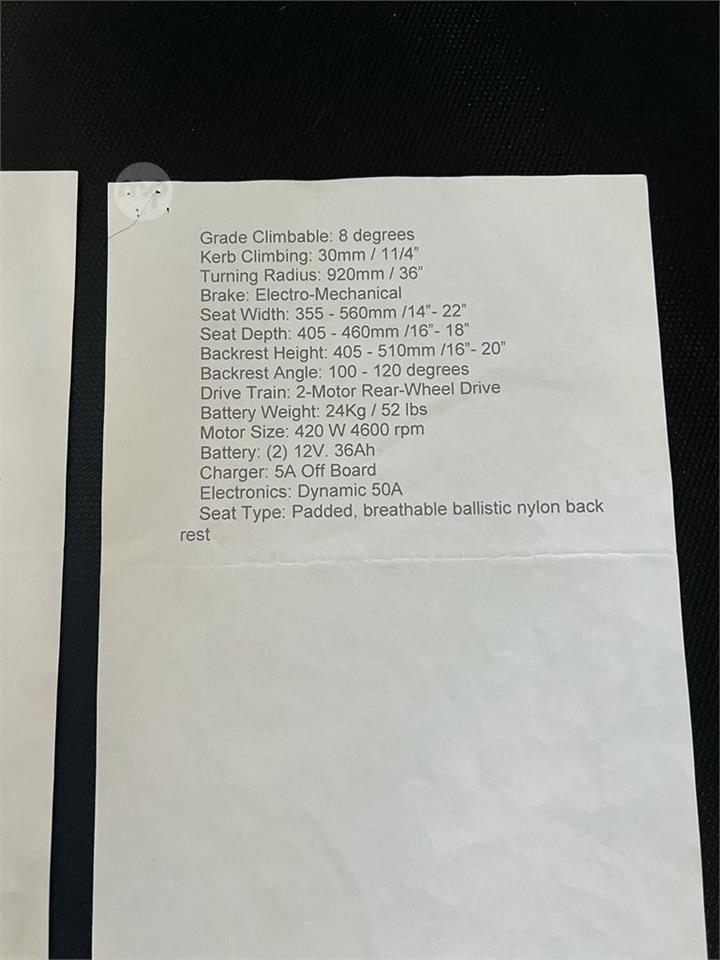 Grade Climbable: 8 degrees
Kerb Climbing: 30mm / 11/4”
Turning Radius: 920mm / 36”
Brake: Electro-Mechanical
Seat Width: 355 - 560mm /14”- 22”
Seat Depth: 405 - 460mm /16”- 18”
Backrest Height: 405 - 510mm /16”- 20”
Backrest Angle: 100 - 120 degrees
Drive Train: 2-Motor Rear-Wheel Drive
Battery Weight: 24Kg / 52 lbs
Motor Size: 420 W 4600 rpm
Battery: (2) 12V. 36Ah
Charger: 5A Off Board
Electronics: Dynamic 50A
Seat Type: Padded, breathable ballistic nylon back
rest